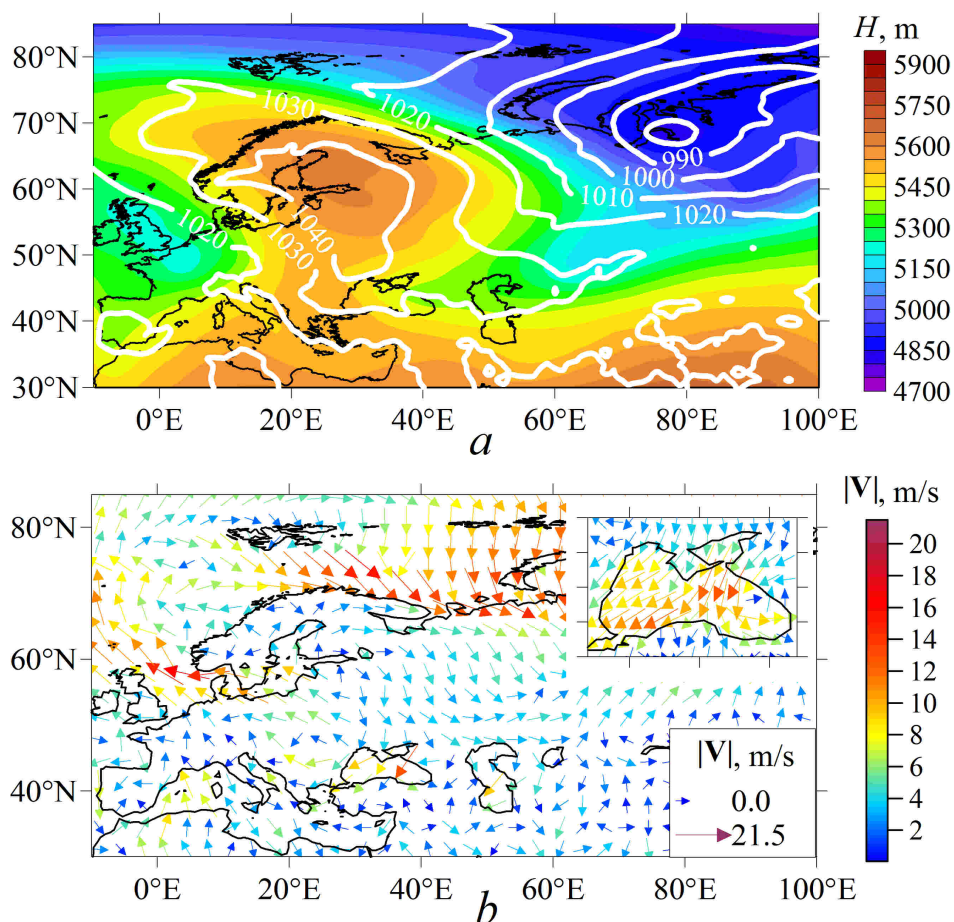 H, m
80°N
70°N
60°N
50°N
40°N
30°N
1030
1020
990
1000
1010
1020
1020
1040
1030
5900
5750
5600
5450
5300
5150
5000
4850
4700
0°E
20°E
40°E
60°E
80°E
100°E
a
|V|, m/s
80°N
60°N
40°N
20
18
16
14
12
10
8
6
4
2
|V|, m/s
0.0
21.5
0°E
20°E
40°E
60°E
80°E
100°E
b